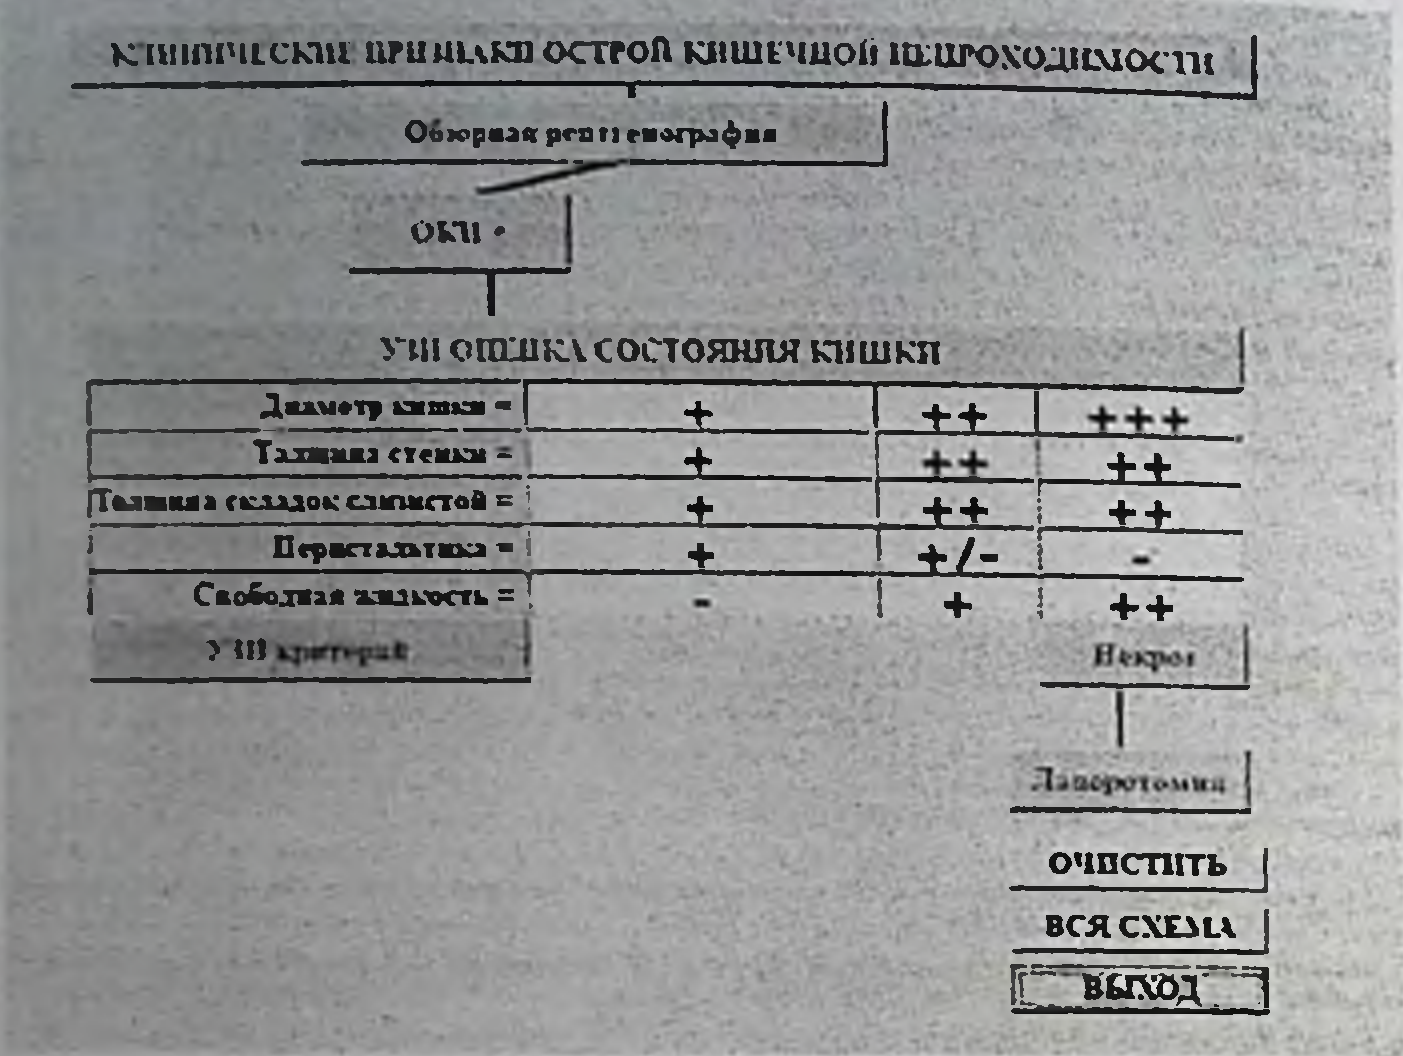 КЛИНИЧЕСКИЕ ПРИЗНАКИ ОСТРОЙ КИШЕЧНОЙ НЕПРОХОДИМОСТИ
Обзорная рентгенография
ОКН •
УЗИ ОЦЕНКА СОСТОЯНИЯ КИШКИ
Диаметр кишки = + ++ +++
Толщина стенки = + ++ ++
Толщина складок слизистой = + ++ ++
Перистальтика = + +/- -
Свободная жидкость = - + ++
УЗИ критерий Некроз
Лапоротомия
ОЧИСТИТЬ
ВСЯ СХЕМА
ВЫХОД